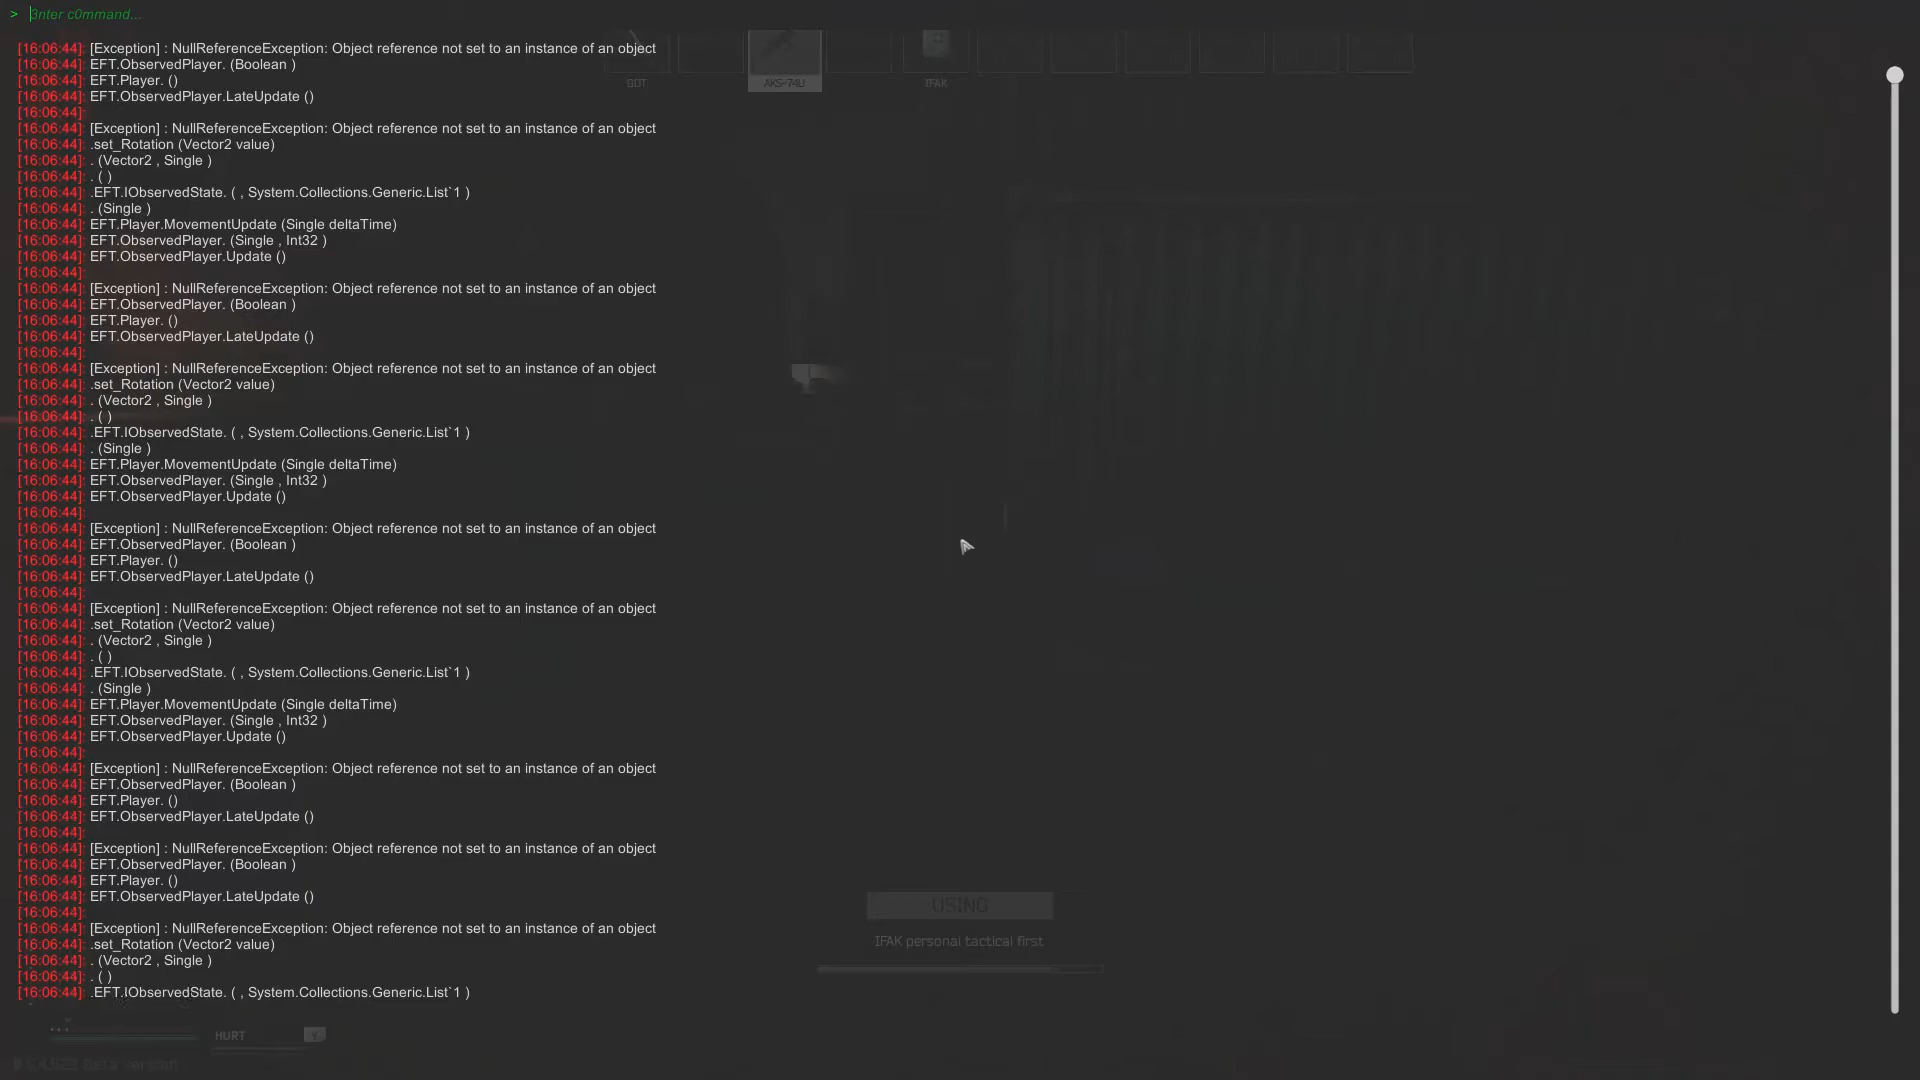 > 3nter c0mmand...
[16:06:44]: [Exception] : NullReferenceException: Object reference not set to an instance of an object
[16:06:44]: EFT.ObservedPlayer. (Boolean )
[16:06:44]: EFT.Player. ()
[16:06:44]: EFT.ObservedPlayer.LateUpdate ()
[16:06:44]:
[16:06:44]: [Exception] : NullReferenceException: Object reference not set to an instance of an object
[16:06:44]: .set_Rotation (Vector2 value)
[16:06:44]: . (Vector2 , Single )
[16:06:44]: . ( )
[16:06:44]: .EFT.IObservedState. ( , System.Collections.Generic.List`1 )
[16:06:44]: . (Single )
[16:06:44]: EFT.Player.MovementUpdate (Single deltaTime)
[16:06:44]: EFT.ObservedPlayer. (Single , Int32 )
[16:06:44]: EFT.ObservedPlayer.Update ()
[16:06:44]:
[16:06:44]: [Exception] : NullReferenceException: Object reference not set to an instance of an object
[16:06:44]: EFT.ObservedPlayer. (Boolean )
[16:06:44]: EFT.Player. ()
[16:06:44]: EFT.ObservedPlayer.LateUpdate ()
[16:06:44]:
[16:06:44]: [Exception] : NullReferenceException: Object reference not set to an instance of an object
[16:06:44]: .set_Rotation (Vector2 value)
[16:06:44]: . (Vector2 , Single )
[16:06:44]: . ( )
[16:06:44]: .EFT.IObservedState. ( , System.Collections.Generic.List`1 )
[16:06:44]: . (Single )
[16:06:44]: EFT.Player.MovementUpdate (Single deltaTime)
[16:06:44]: EFT.ObservedPlayer. (Single , Int32 )
[16:06:44]: EFT.ObservedPlayer.Update ()
[16:06:44]:
[16:06:44]: [Exception] : NullReferenceException: Object reference not set to an instance of an object
[16:06:44]: EFT.ObservedPlayer. (Boolean )
[16:06:44]: EFT.Player. ()
[16:06:44]: EFT.ObservedPlayer.LateUpdate ()
[16:06:44]:
[16:06:44]: [Exception] : NullReferenceException: Object reference not set to an instance of an object
[16:06:44]: .set_Rotation (Vector2 value)
[16:06:44]: . (Vector2 , Single )
[16:06:44]: . ( )
[16:06:44]: .EFT.IObservedState. ( , System.Collections.Generic.List`1 )
[16:06:44]: . (Single )
[16:06:44]: EFT.Player.MovementUpdate (Single deltaTime)
[16:06:44]: EFT.ObservedPlayer. (Single , Int32 )
[16:06:44]: EFT.ObservedPlayer.Update ()
[16:06:44]:
[16:06:44]: [Exception] : NullReferenceException: Object reference not set to an instance of an object
[16:06:44]: EFT.ObservedPlayer. (Boolean )
[16:06:44]: EFT.Player. ()
[16:06:44]: EFT.ObservedPlayer.LateUpdate ()
[16:06:44]:
[16:06:44]: [Exception] : NullReferenceException: Object reference not set to an instance of an object
[16:06:44]: EFT.ObservedPlayer. (Boolean )
[16:06:44]: EFT.Player. ()
[16:06:44]: EFT.ObservedPlayer.LateUpdate ()
[16:06:44]:
[16:06:44]: [Exception] : NullReferenceException: Object reference not set to an instance of an object
[16:06:44]: .set_Rotation (Vector2 value)
[16:06:44]: . (Vector2 , Single )
[16:06:44]: . ( )
[16:06:44]: .EFT.IObservedState. ( , System.Collections.Generic.List`1 )
AKS-74U
IFAK
USING
IFAK personal tactical first
HURT
Beta version